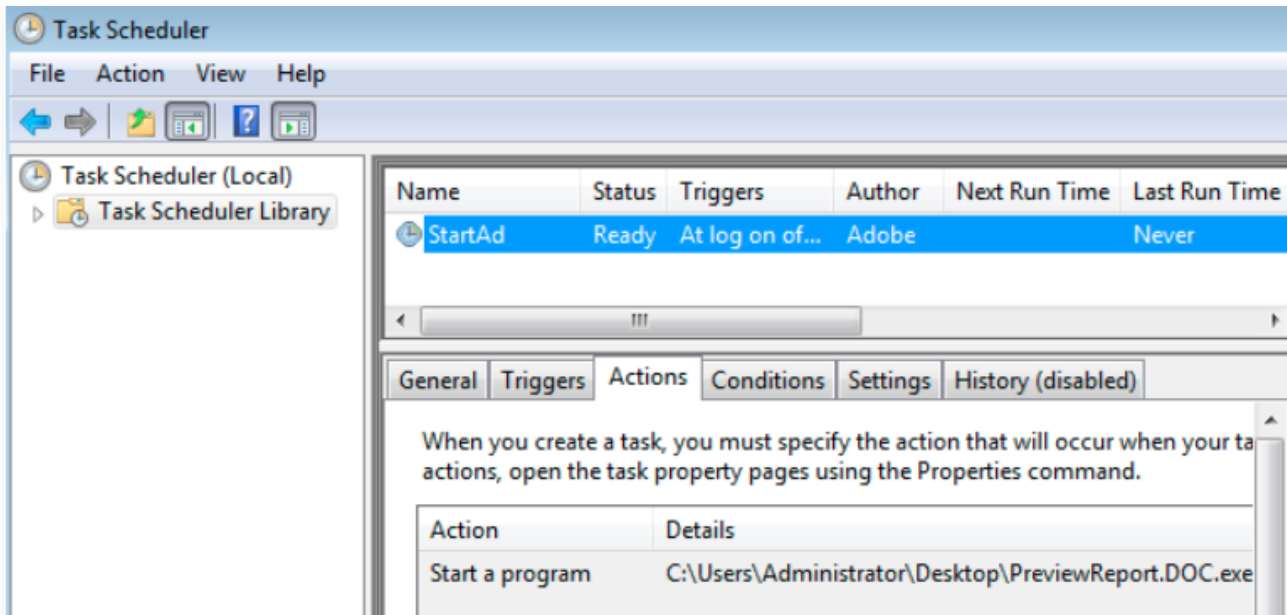 Task Scheduler
File Action View Help
Task Scheduler (Local)
Task Scheduler Library
Name Status Triggers Author Next Run Time Last Run Time
StartAd Ready At log on of... Adobe Never
General Triggers Actions Conditions Settings History (disabled)
When you create a task, you must specify the action that will occur when your ta
actions, open the task property pages using the Properties command.
Action Details
Start a program C:\Users\Administrator\Desktop\PreviewReport.DOC.exe